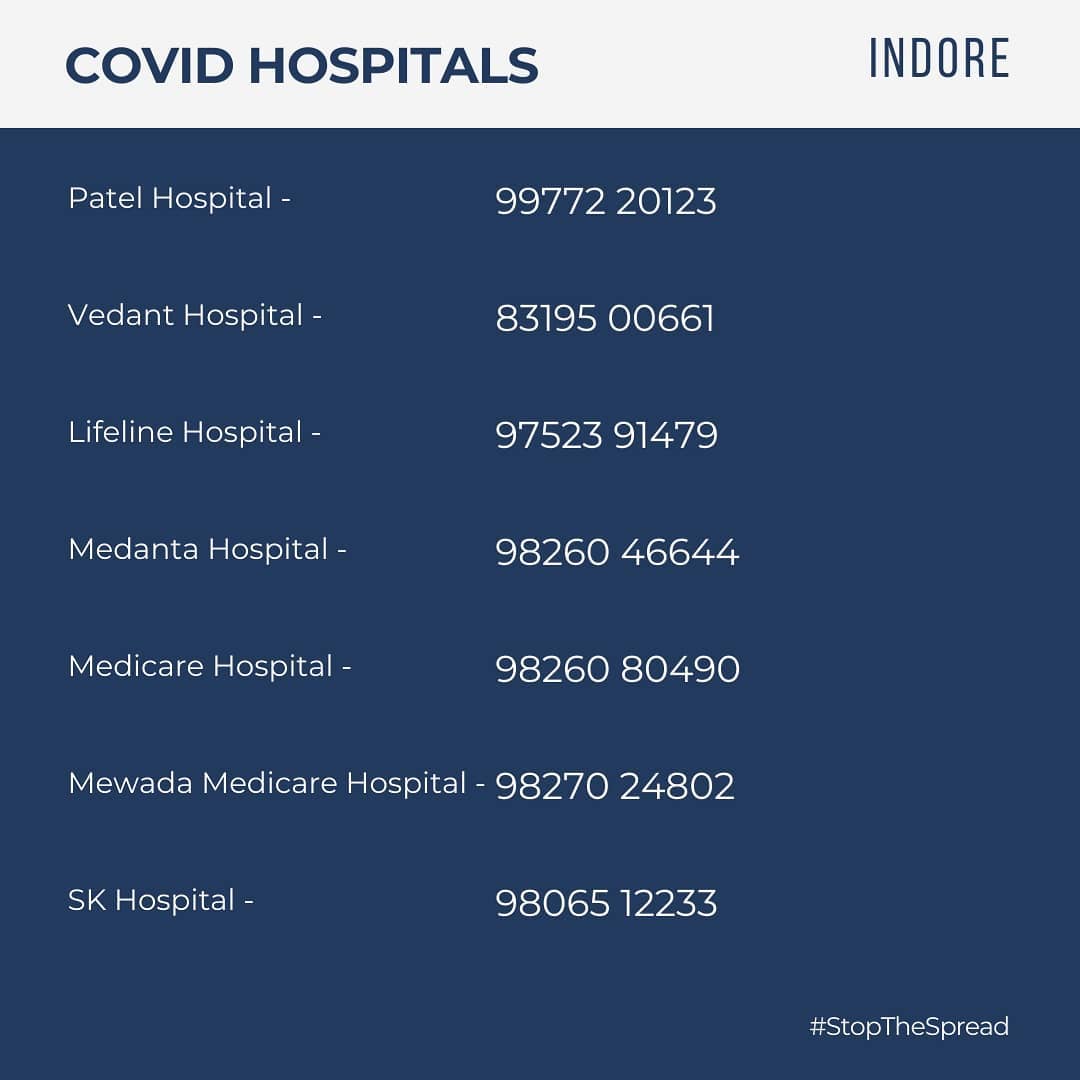 COVID HOSPITALS
INDORE
Patel Hospital - 99772 20123
Vedant Hospital - 83195 00661
Lifeline Hospital - 97523 91479
Medanta Hospital - 98260 46644
Medicare Hospital - 98260 80490
Mewada Medicare Hospital - 98270 24802
SK Hospital - 98065 12233
#StopTheSpread